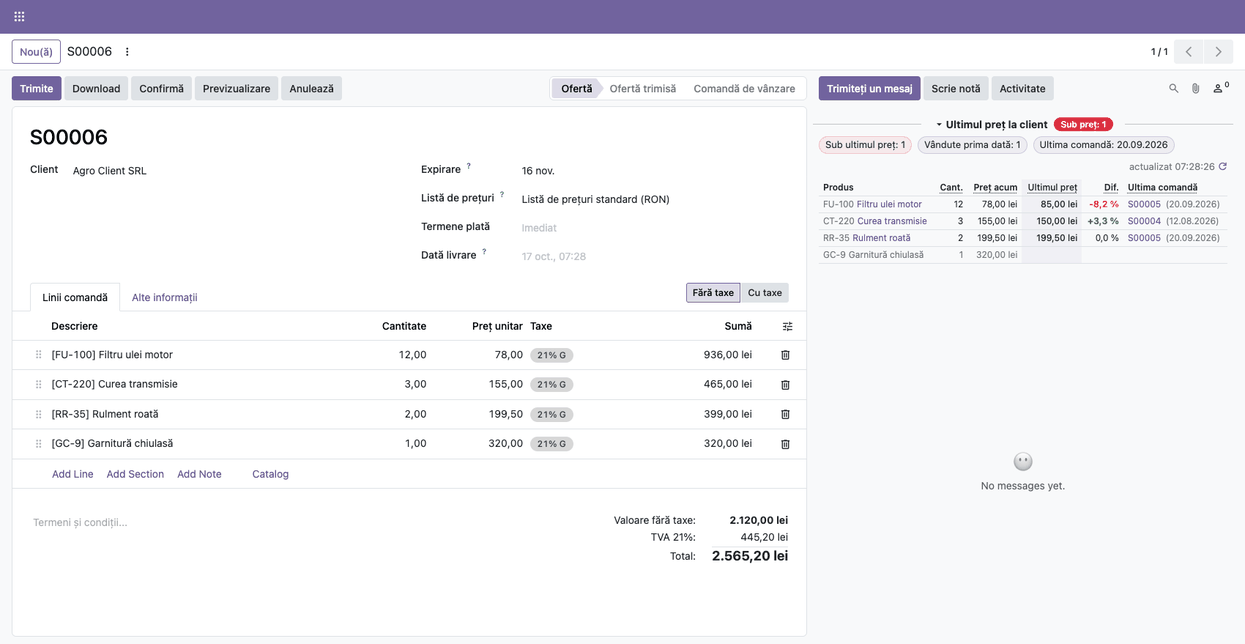 Nou(ă) S00006 1 / 1
Trimite Download Confirmă Previzualizare Anulează Ofertă Ofertă trimisă Comandă de vânzare
S00006
Client Agro Client SRL
Expirare ? 16 nov.
Listă de prețuri ? Listă de prețuri standard (RON)
Termene plată Imediat
Dată livrare ? 17 oct., 07:28
Linii comandă Alte informații Fără taxe Cu taxe
Descriere Cantitate Preț unitar Taxe Sumă
[FU-100] Filtru ulei motor 12,00 78,00 21% G 936,00 lei
[CT-220] Curea transmisie 3,00 155,00 21% G 465,00 lei
[RR-35] Rulment roată 2,00 199,50 21% G 399,00 lei
[GC-9] Garnitură chiulasă 1,00 320,00 21% G 320,00 lei
Add Line Add Section Add Note Catalog
Termeni și condiții...
Valoare fără taxe: 2.120,00 lei
TVA 21%: 445,20 lei
Total: 2.565,20 lei
Trimiteți un mesaj Scrie notă Activitate 0
Ultimul preț la client Sub preț: 1
Sub ultimul preț: 1 Vândute prima dată: 1 Ultima comandă: 20.09.2026
actualizat 07:28:26
Produs Cant. Preț acum Ultimul preț Dif. Ultima comandă
FU-100 Filtru ulei motor 12 78,00 lei 85,00 lei -8,2 % S00005 (20.09.2026)
CT-220 Curea transmisie 3 155,00 lei 150,00 lei +3,3 % S00004 (12.08.2026)
RR-35 Rulment roată 2 199,50 lei 199,50 lei 0,0 % S00005 (20.09.2026)
GC-9 Garnitură chiulasă 1 320,00 lei
No messages yet.